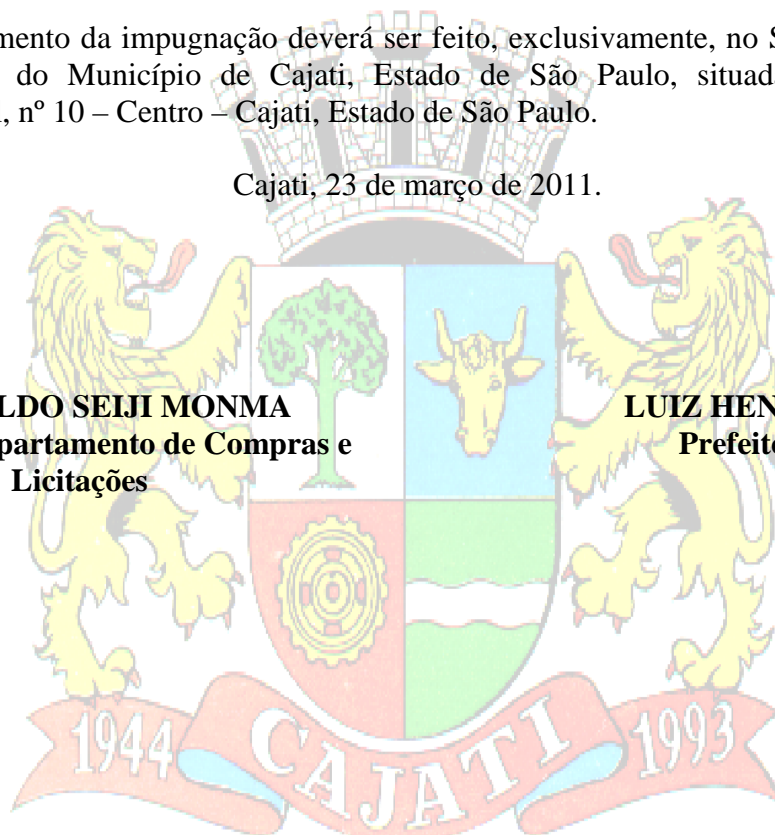 mento da impugnação deverá ser feito, exclusivamente, no S
do Município de Cajati, Estado de São Paulo, situad
, nº 10 – Centro – Cajati, Estado de São Paulo.
Cajati, 23 de março de 2011.
LDO SEIJI MONMA
partamento de Compras e
Licitações
LUIZ HEN
Prefeit
1944 CAJATI 1993